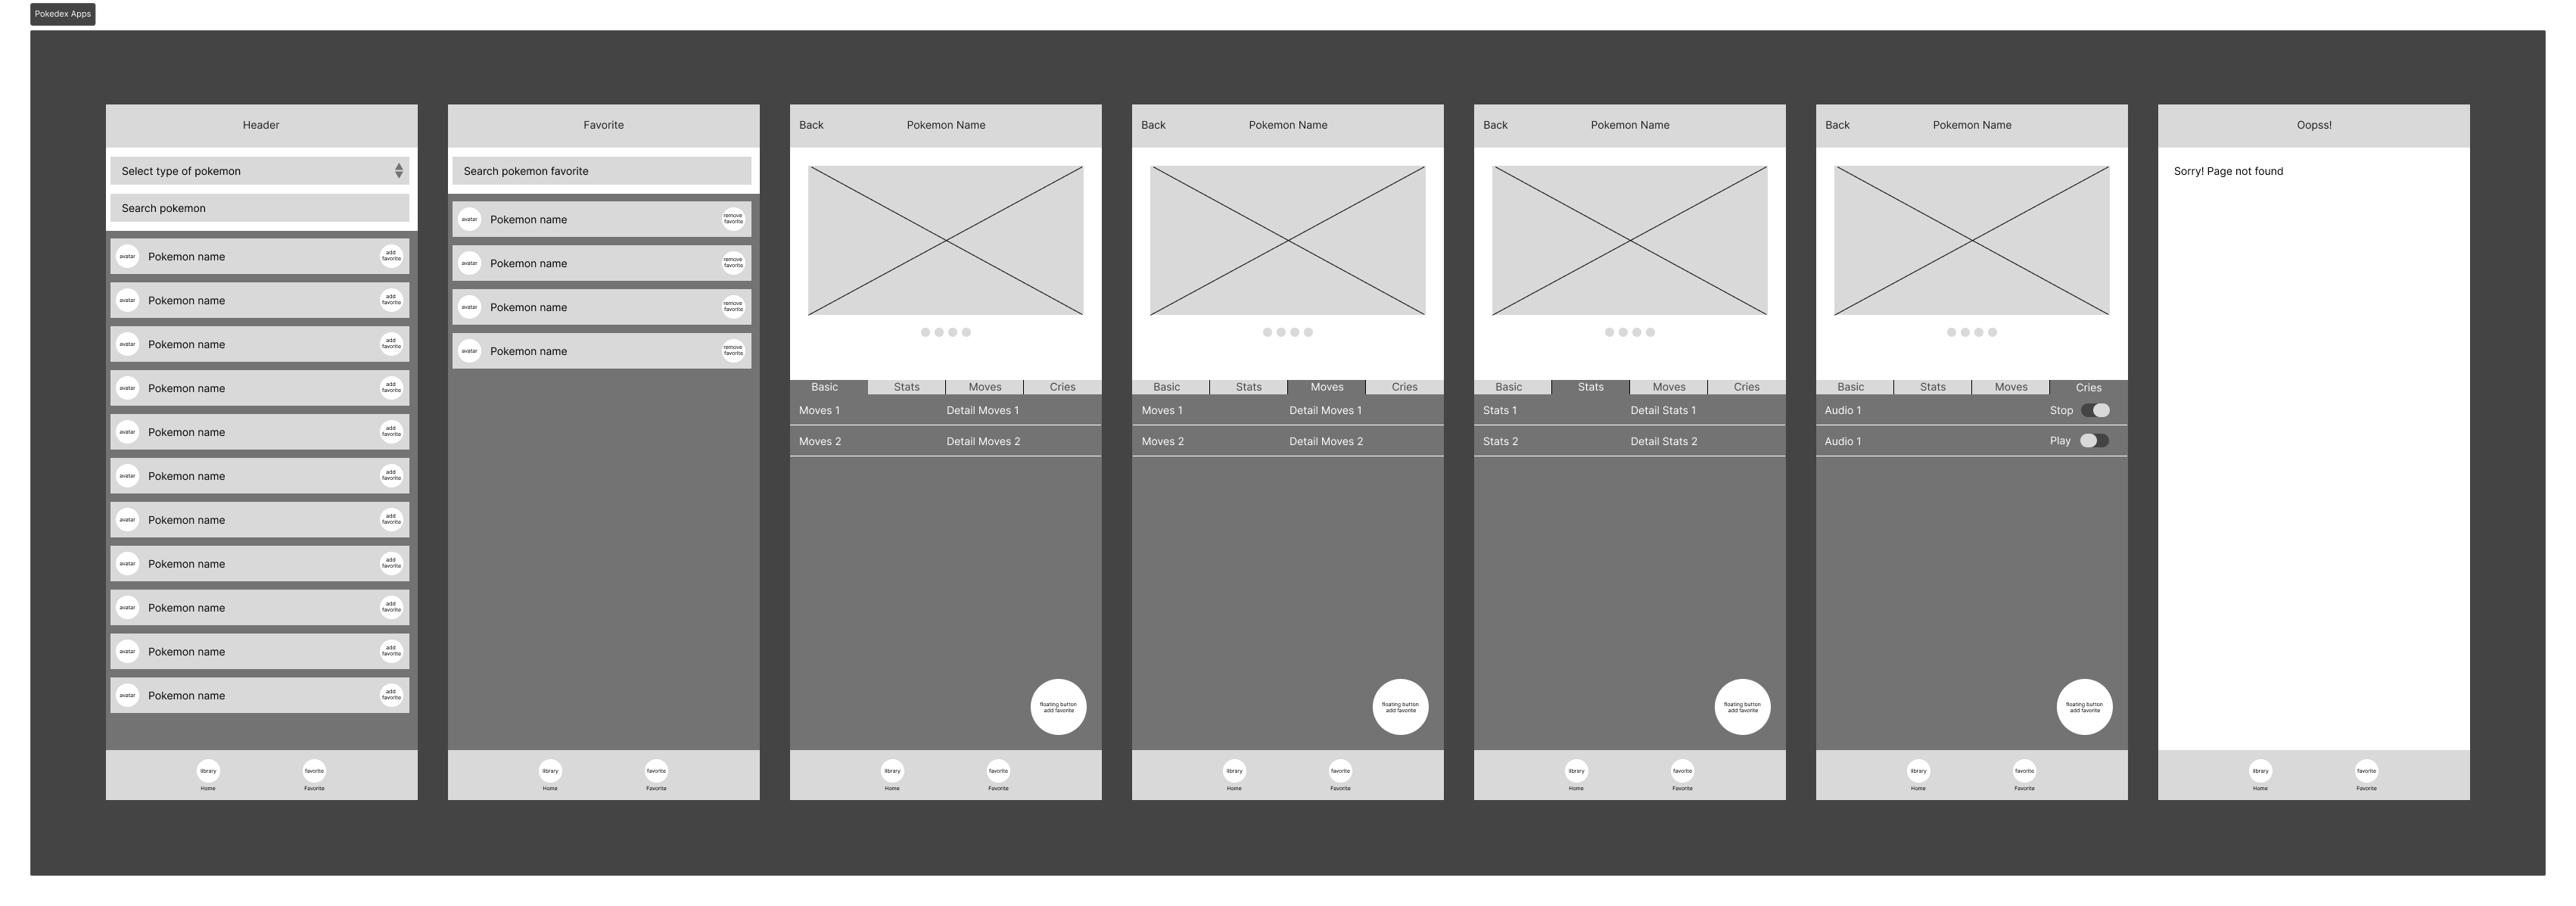 Pokedex Apps
Header
Select type of pokemon
Search pokemon
avatar Pokemon name add favorite
avatar Pokemon name add favorite
avatar Pokemon name add favorite
avatar Pokemon name add favorite
avatar Pokemon name add favorite
avatar Pokemon name add favorite
avatar Pokemon name add favorite
avatar Pokemon name add favorite
avatar Pokemon name add favorite
avatar Pokemon name add favorite
avatar Pokemon name add favorite
library favorite
Home Favorite
Favorite
Search pokemon favorite
avatar Pokemon name remove favorite
avatar Pokemon name remove favorite
avatar Pokemon name remove favorite
avatar Pokemon name remove favorite
library favorite
Home Favorite
Back Pokemon Name
Basic Stats Moves Cries
Moves 1 Detail Moves 1
Moves 2 Detail Moves 2
floating button
add favorite
library favorite
Home Favorite
Back Pokemon Name
Basic Stats Moves Cries
Moves 1 Detail Moves 1
Moves 2 Detail Moves 2
floating button
add favorite
library favorite
Home Favorite
Back Pokemon Name
Basic Stats Moves Cries
Stats 1 Detail Stats 1
Stats 2 Detail Stats 2
floating button
add favorite
library favorite
Home Favorite
Back Pokemon Name
Basic Stats Moves Cries
Audio 1 Stop
Audio 1 Play
floating button
add favorite
library favorite
Home Favorite
Oopss!
Sorry! Page not found
library favorite
Home Favorite